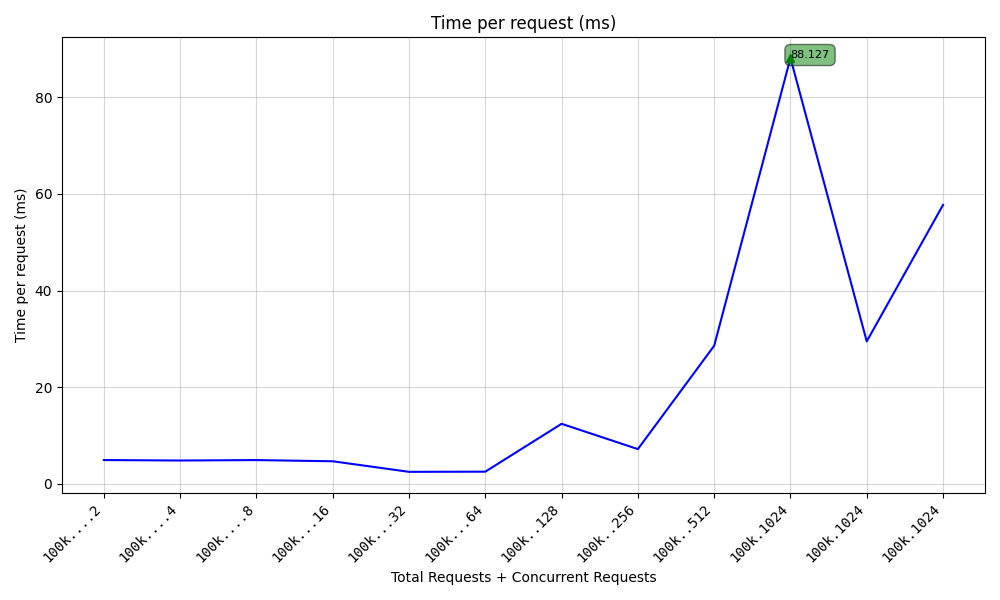 Time per request (ms)
88.127
Time per request (ms)
80
60
40
20
0
100k....2
100k....4
100k....8
100k...16
100k...32
100k...64
100k..128
100k..256
100k..512
100k.1024
100k.1024
100k.1024
Total Requests + Concurrent Requests